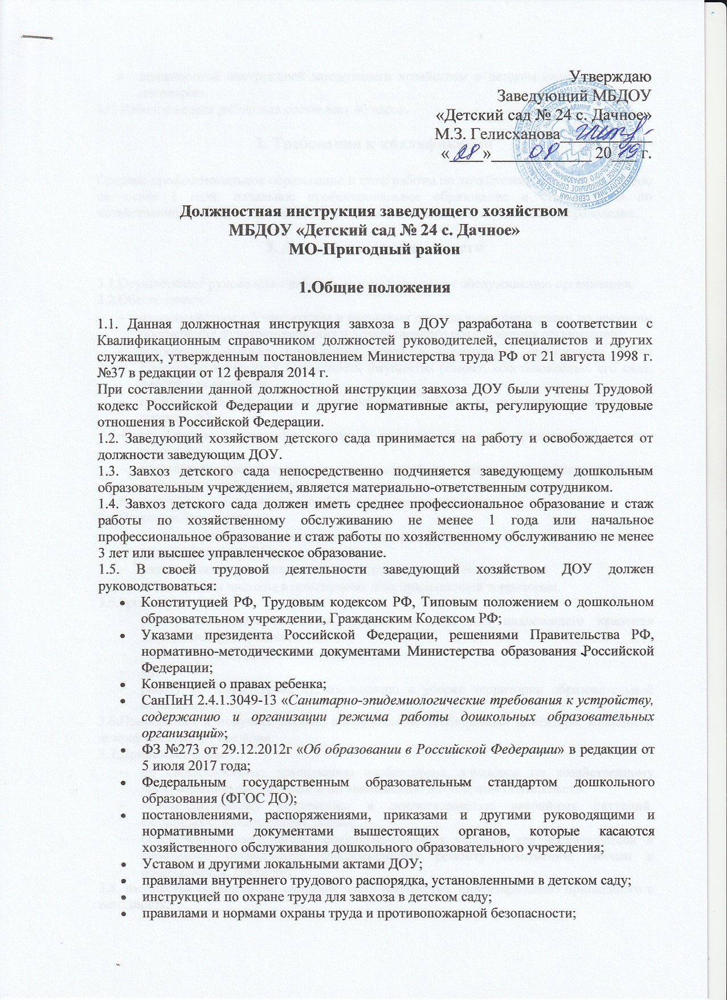 Утверждаю
Заведующий МБДОУ
«Детский сад № 24 с. Дачное»
М.З. Гелисханова
«28» 08 2019 г.
Должностная инструкция заведующего хозяйством
МБДОУ «Детский сад № 24 с. Дачное»
МО-Пригодный район
1.Общие положения
1.1. Данная должностная инструкция завхоза в ДОУ разработана в соответствии с
Квалификационным справочником должностей руководителей, специалистов и других
служащих, утвержденным постановлением Министерства труда РФ от 21 августа 1998 г.
№37 в редакции от 12 февраля 2014 г.
При составлении данной должностной инструкции завхоза ДОУ были учтены Трудовой
кодекс Российской Федерации и другие нормативные акты, регулирующие трудовые
отношения в Российской Федерации.
1.2. Заведующий хозяйством детского сада принимается на работу и освобождается от
должности заведующим ДОУ.
1.3. Завхоз детского сада непосредственно подчиняется заведующему дошкольным
образовательным учреждением, является материально-ответственным сотрудником.
1.4. Завхоз детского сада должен иметь среднее профессиональное образование и стаж
работы по хозяйственному обслуживанию не менее 1 года или начальное
профессиональное образование и стаж работы по хозяйственному обслуживанию не менее
3 лет или высшее управленческое образование.
1.5. В своей трудовой деятельности заведующий хозяйством ДОУ должен
руководствоваться:
• Конституцией РФ, Трудовым кодексом РФ, Типовым положением о дошкольном
образовательном учреждении, Гражданским Кодексом РФ;
• Указами президента Российской Федерации, решениями Правительства РФ,
нормативно-методическими документами Министерства образования Российской
Федерации;
• Конвенцией о правах ребенка;
• СанПиН 2.4.1.3049-13 «Санитарно-эпидемиологические требования к устройству,
содержанию и организации режима работы дошкольных образовательных
организаций»;
• ФЗ №273 от 29.12.2012г «Об образовании в Российской Федерации» в редакции от
5 июля 2017 года;
• Федеральным государственным образовательным стандартом дошкольного
образования (ФГОС ДО);
• постановлениями, распоряжениями, приказами и другими руководящими и
нормативными документами вышестоящих органов, которые касаются
хозяйственного обслуживания дошкольного образовательного учреждения;
• Уставом и другими локальными актами ДОУ;
• правилами внутреннего трудового распорядка, установленными в детском саду;
• инструкцией по охране труда для завхоза в детском саду;
• правилами и нормами охраны труда и противопожарной безопасности;